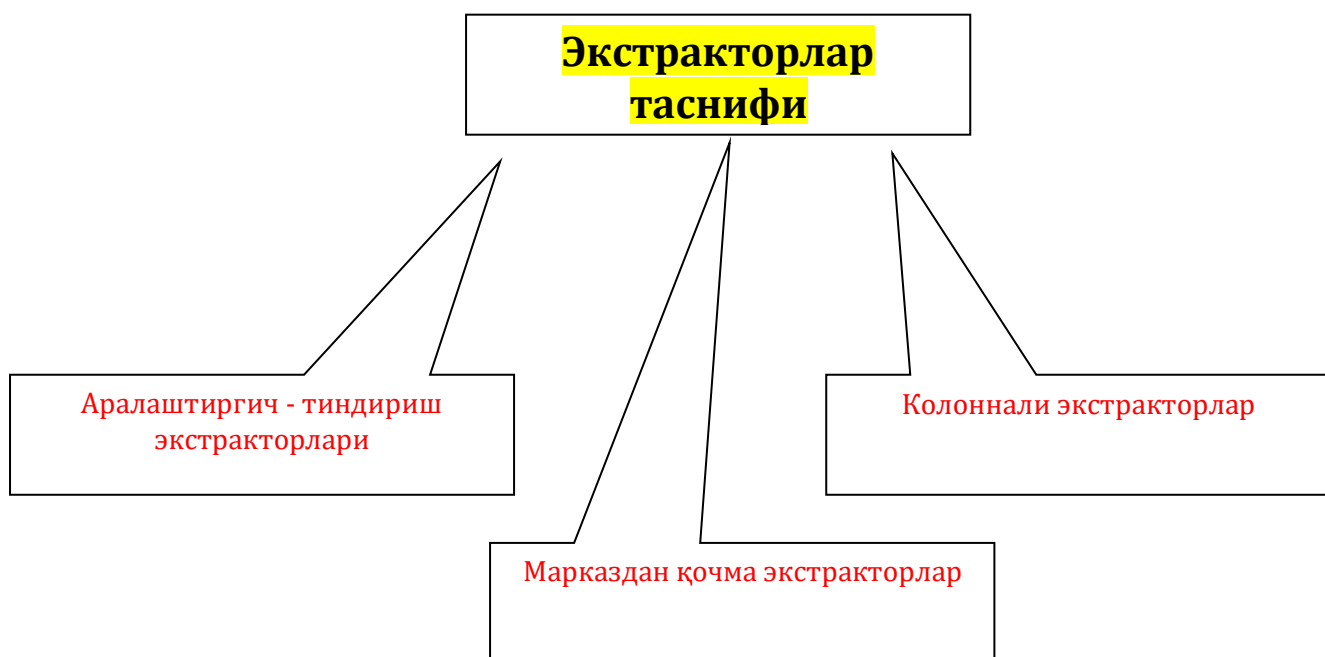 Экстракторлар
таснифи
Аралаштиргич - тиндириш
экстракторлари
Колоннали экстракторлар
Марказдан қочма экстракторлар